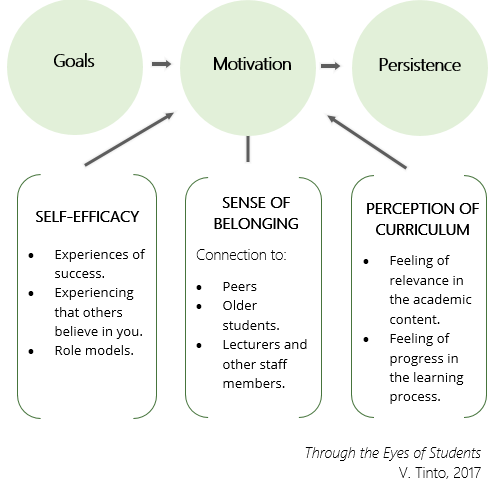 Goals
Motivation
Persistence
SELF-EFFICACY
• Experiences of
success.
• Experiencing
that others
believe in you.
• Role models.
SENSE OF
BELONGING
Connection to:
• Peers
• Older
students.
• Lecturers and
other staff
members.
PERCEPTION OF
CURRICULUM
• Feeling of
relevance in
the academic
content.
• Feeling of
progress in
the learning
process.
Through the Eyes of Students
V. Tinto, 2017